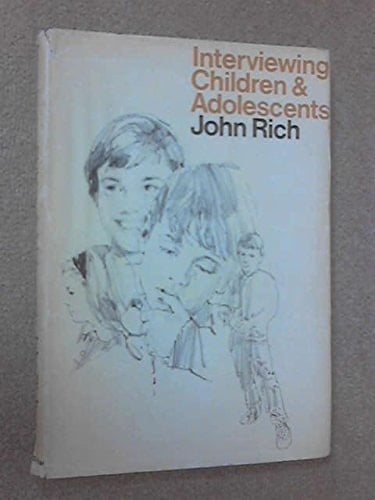 Interviewing
Children &
Adolescents
John Rich